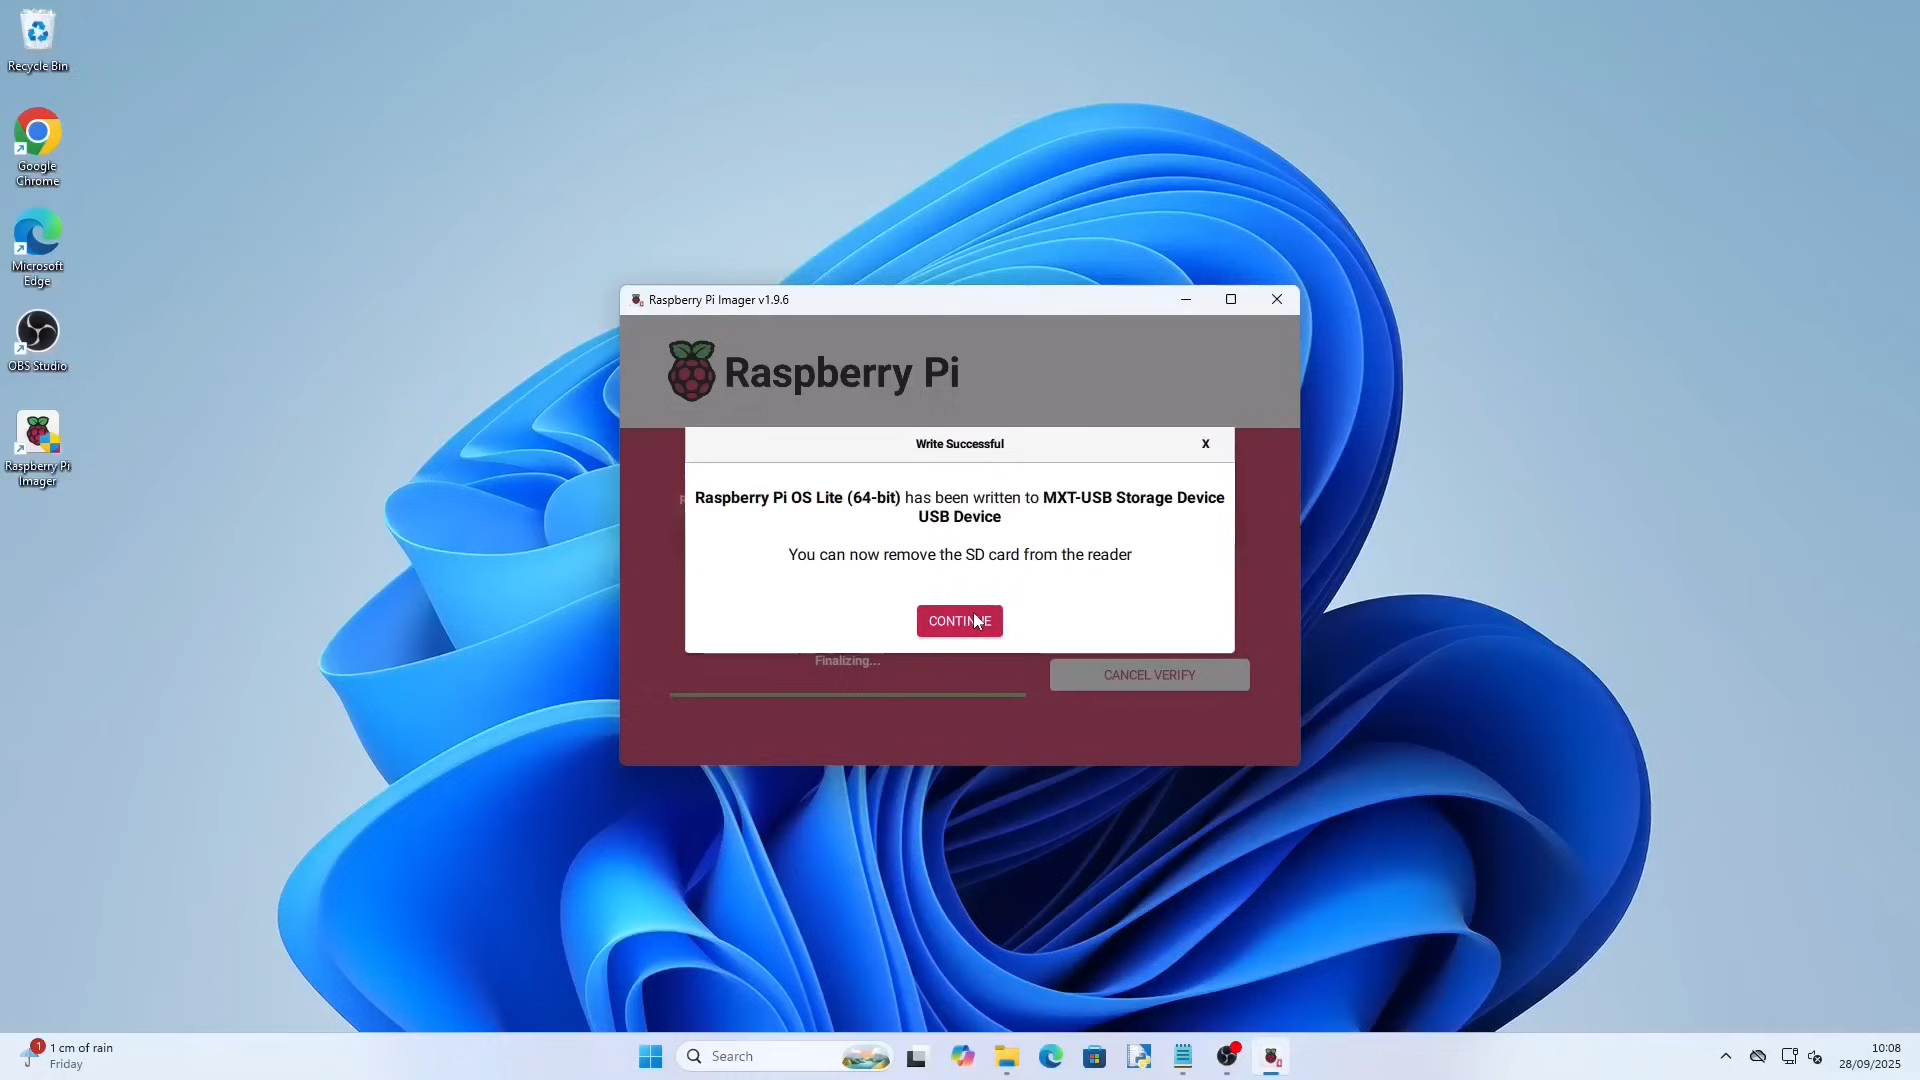 Recycle Bin
Google
Chrome
Microsoft
Edge
OBS Studio
Raspberry Pi
Imager
Raspberry Pi Imager v1.9.6
Raspberry Pi
Write Successful
X
Raspberry Pi OS Lite (64-bit) has been written to MXT-USB Storage Device
USB Device
You can now remove the SD card from the reader
CONTINUE
Finalizing...
CANCEL VERIFY
1
1 cm of rain
Friday
Search
10:08
28/09/2025